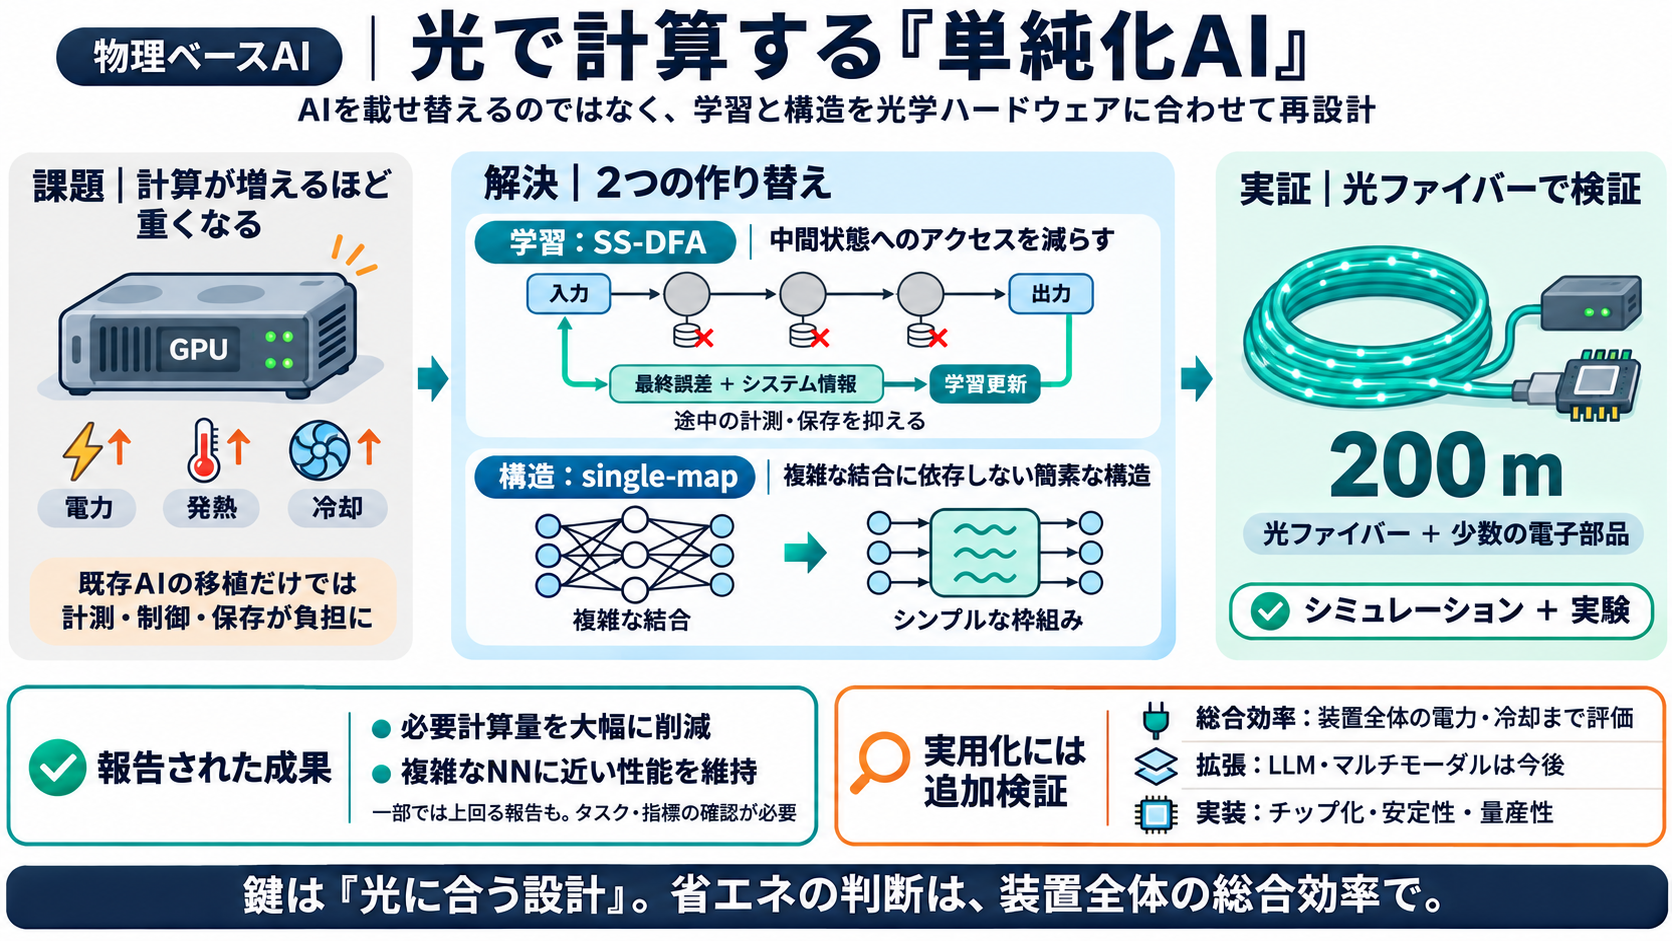 物理ベースAI
光で計算する『単純化AI』
AIを載せ替えるのではなく、学習と構造を光学ハードウェアに合わせて再設計
課題｜計算が増えるほど
重くなる
GPU
電力
発熱
冷却
既存AIの移植だけでは
計測・制御・保存が負担に
解決｜2つの作り替え
学習：SS-DFA
中間状態へのアクセスを減らす
入力
出力
最終誤差 + システム情報
学習更新
途中の計測・保存を抑える
構造：single-map
複雑な結合に依存しない簡素な構造
複雑な結合
シンプルな枠組み
実証｜光ファイバーで検証
200 m
光ファイバー + 少数の電子部品
シミュレーション + 実験
報告された成果
必要計算量を大幅に削減
複雑なNNに近い性能を維持
一部では上回る報告も。タスク・指標の確認が必要
実用化には
追加検証
総合効率：装置全体の電力・冷却まで評価
拡張：LLM・マルチモーダルは今後
実装：チップ化・安定性・量産性
鍵は『光に合う設計』。省エネの判断は、装置全体の総合効率で。